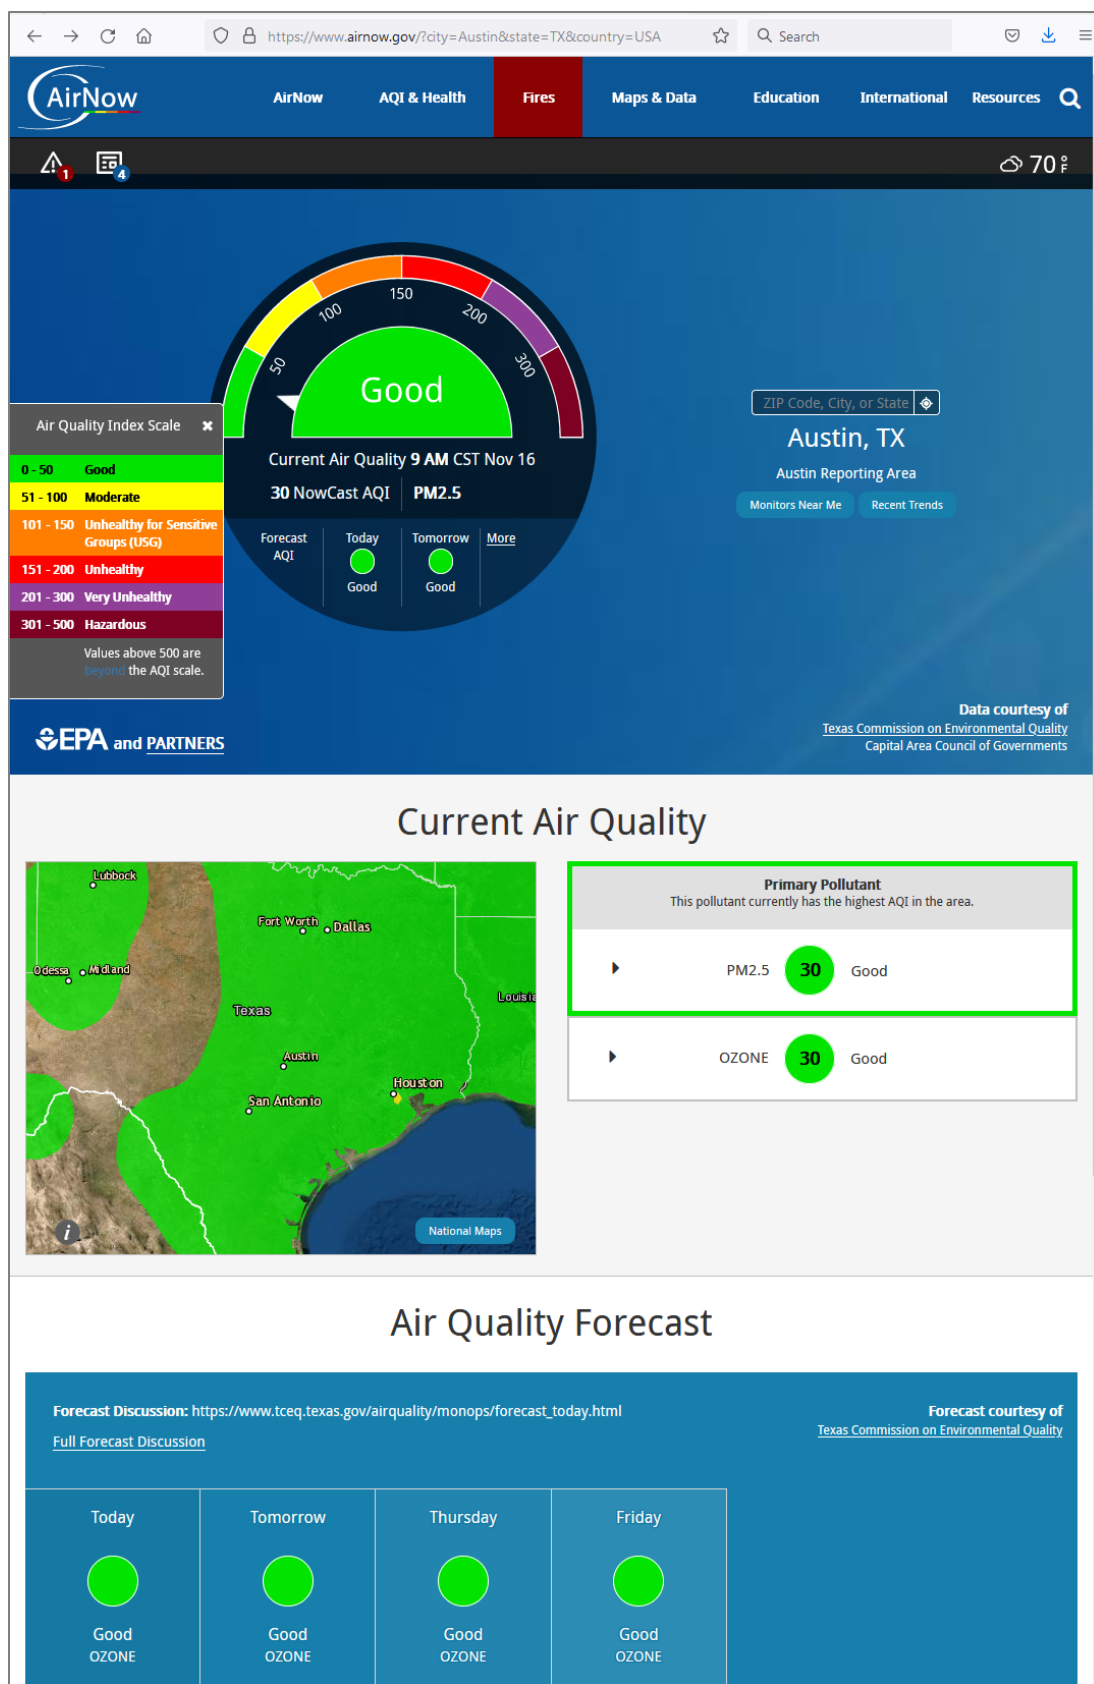 https://www.airnow.gov/?city=Austin&state=TX&country=USA
Search
AirNow
AirNow
AQI & Health
Fires
Maps & Data
Education
International
Resources
1
4
70 °F
50
100
150
200
300
Good
Current Air Quality 9 AM CST Nov 16
30 NowCast AQI
PM2.5
Forecast
AQI
Today
Good
Tomorrow
Good
More
Air Quality Index Scale
0 - 50 Good
51 - 100 Moderate
101 - 150 Unhealthy for Sensitive
Groups (USG)
151 - 200 Unhealthy
201 - 300 Very Unhealthy
301 - 500 Hazardous
Values above 500 are
beyond the AQI scale.
ZIP Code, City, or State
Austin, TX
Austin Reporting Area
Monitors Near Me
Recent Trends
EPA and PARTNERS
Data courtesy of
Texas Commission on Environmental Quality
Capital Area Council of Governments
Current Air Quality
Lubbock
Fort Worth
Dallas
Odessa
Midland
Texas
Louisia
Austin
Houston
San Antonio
i
National Maps
Primary Pollutant
This pollutant currently has the highest AQI in the area.
PM2.5 30 Good
OZONE 30 Good
Air Quality Forecast
Forecast Discussion: https://www.tceq.texas.gov/airquality/monops/forecast_today.html
Full Forecast Discussion
Forecast courtesy of
Texas Commission on Environmental Quality
Today
Good
OZONE
Tomorrow
Good
OZONE
Thursday
Good
OZONE
Friday
Good
OZONE